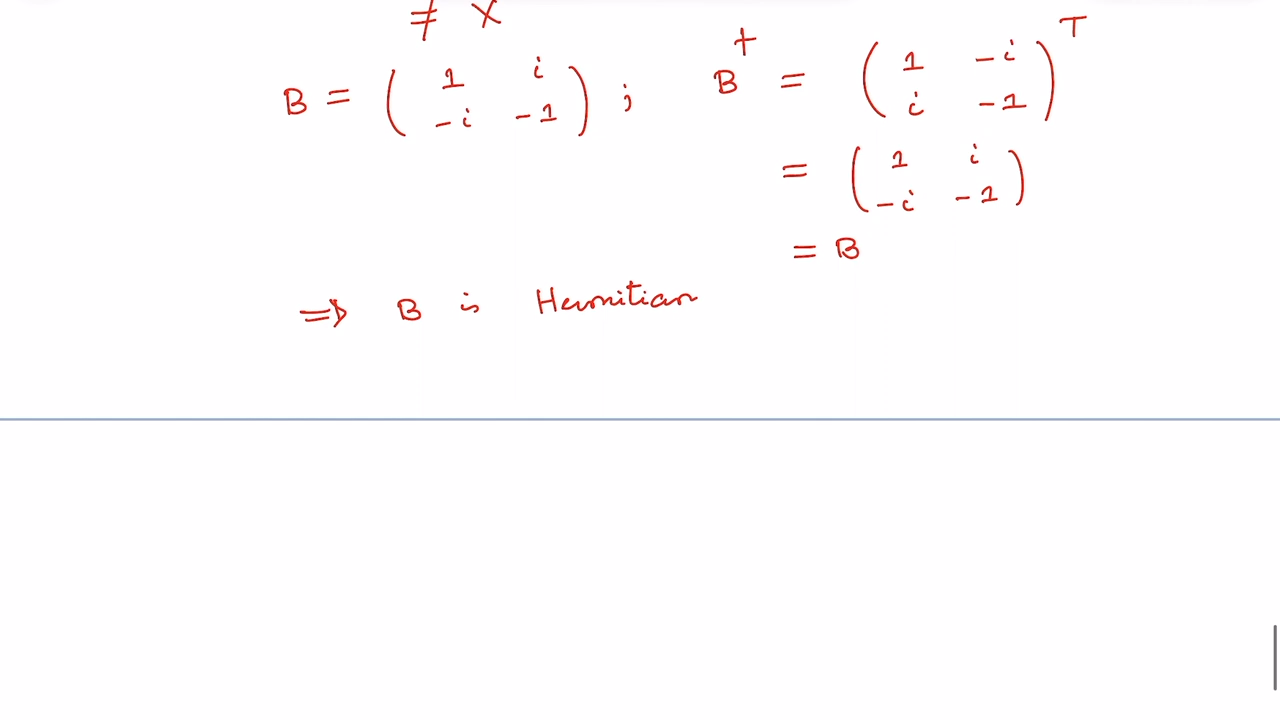 ≠ X
B = ( 1 i ; B† = ( 1 -i )ᵀ
-i -1 ) i -1
= ( 1 i
-i -1 )
= B
⇒ B is Hermitian